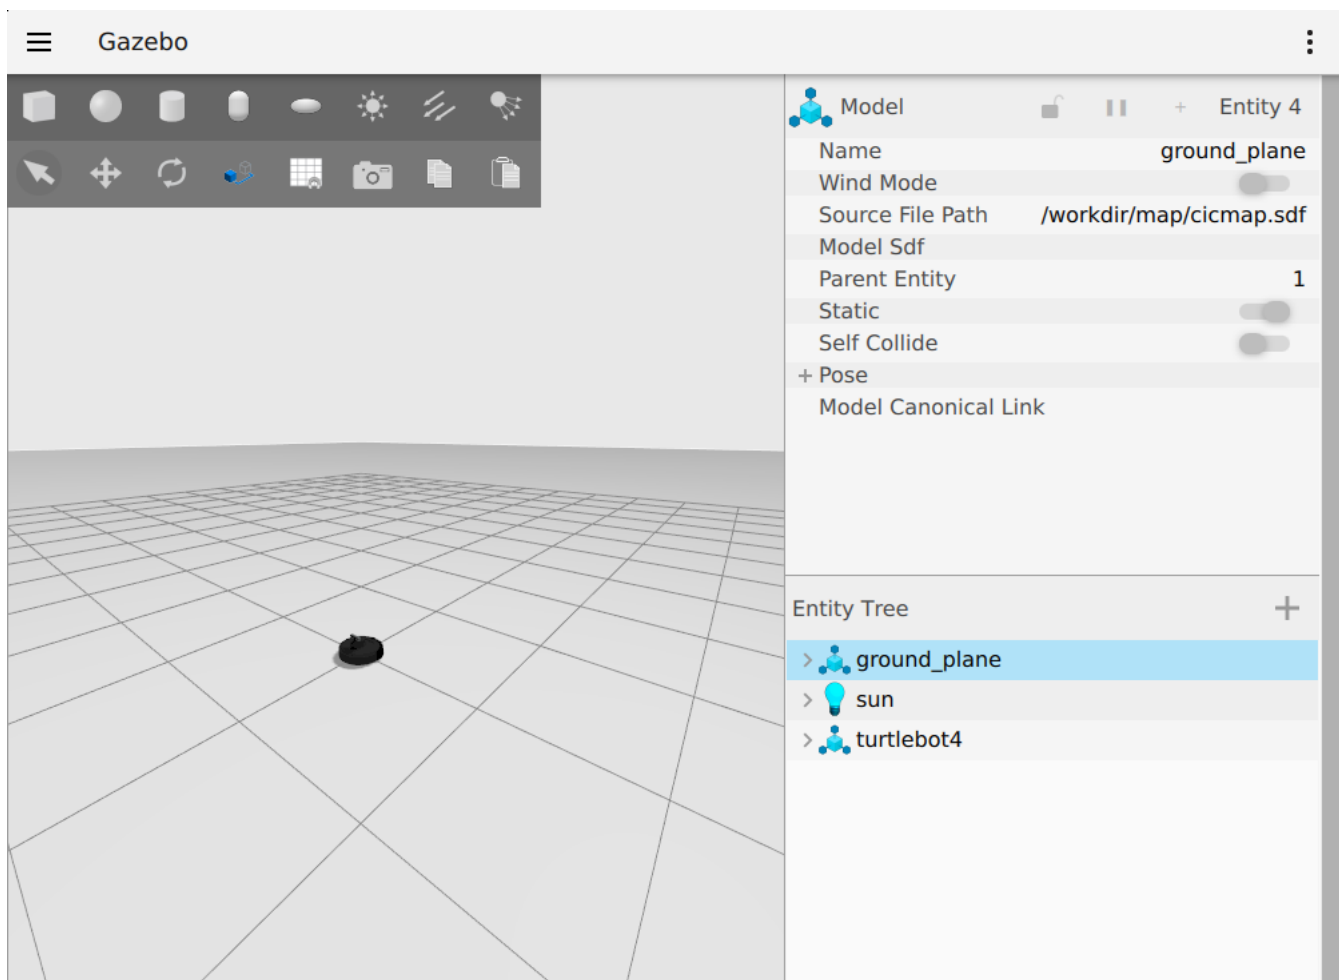 Gazebo
Model Entity 4
Name ground_plane
Wind Mode
Source File Path /workdir/map/cicmap.sdf
Model Sdf
Parent Entity 1
Static
Self Collide
+ Pose
Model Canonical Link
Entity Tree
ground_plane
sun
turtlebot4